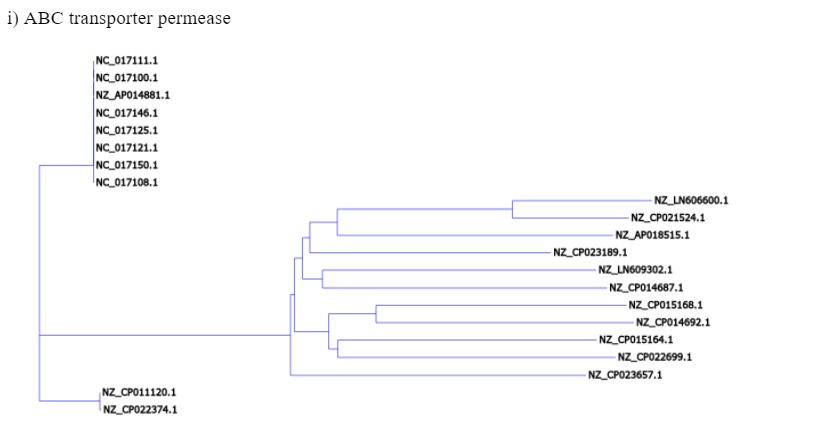 i) ABC transporter permease
NC_017111.1
NC_017100.1
NZ_AP014881.1
NC_017146.1
NC_017125.1
NC_017121.1
NC_017150.1
NC_017108.1
NZ_LN606600.1
NZ_CP021524.1
NZ_AP018515.1
NZ_CP023189.1
NZ_LN609302.1
NZ_CP014687.1
NZ_CP015168.1
NZ_CP014692.1
NZ_CP015164.1
NZ_CP022699.1
NZ_CP023657.1
NZ_CP011120.1
NZ_CP022374.1